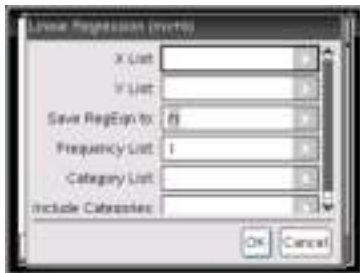 Linear Regression (mx+b)
X List:
Y List:
Save RegEqn to: f1
Frequency List: 1
Category List:
Include Categories:
OK Cancel